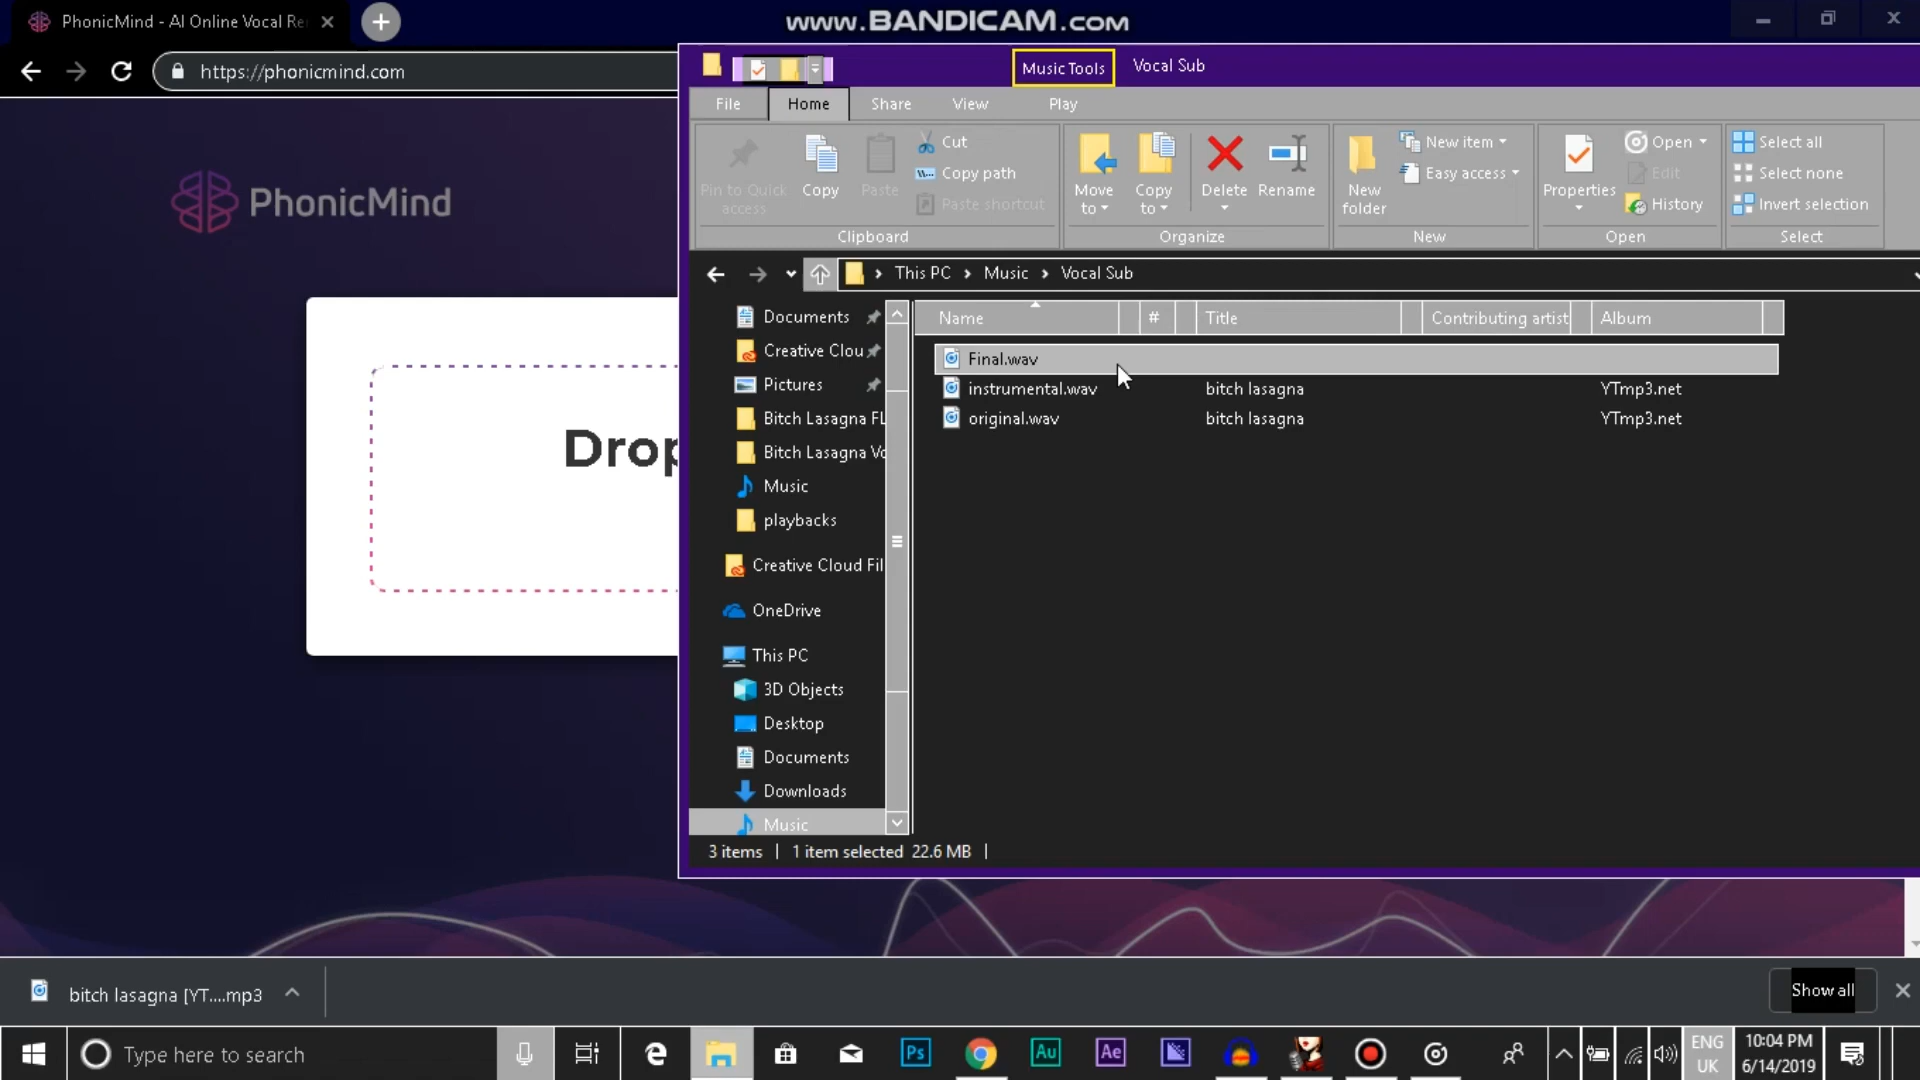 PhonicMind - AI Online Vocal Re
www.BANDICAM.com
https://phonicmind.com
Music Tools
Vocal Sub
File
Home
Share
View
Play
Pin to Quick access
Copy
Paste
Cut
Copy path
Paste shortcut
Clipboard
Move to
Copy to
Delete
Rename
Organize
New folder
New item
Easy access
New
Properties
Open
Edit
History
Open
Select all
Select none
Invert selection
Select
This PC
Music
Vocal Sub
PhonicMind
Drop
Documents
Creative Clou
Pictures
Bitch Lasagna FL
Bitch Lasagna Vo
Music
playbacks
Creative Cloud Fil
OneDrive
This PC
3D Objects
Desktop
Documents
Downloads
Music
Name # Title Contributing artist Album
Final.wav
instrumental.wav bitch lasagna YTmp3.net
original.wav bitch lasagna YTmp3.net
3 items | 1 item selected 22.6 MB |
bitch lasagna [YT....mp3
Show all
Type here to search
Ps
Au
Ae
ENG
UK
10:04 PM
6/14/2019